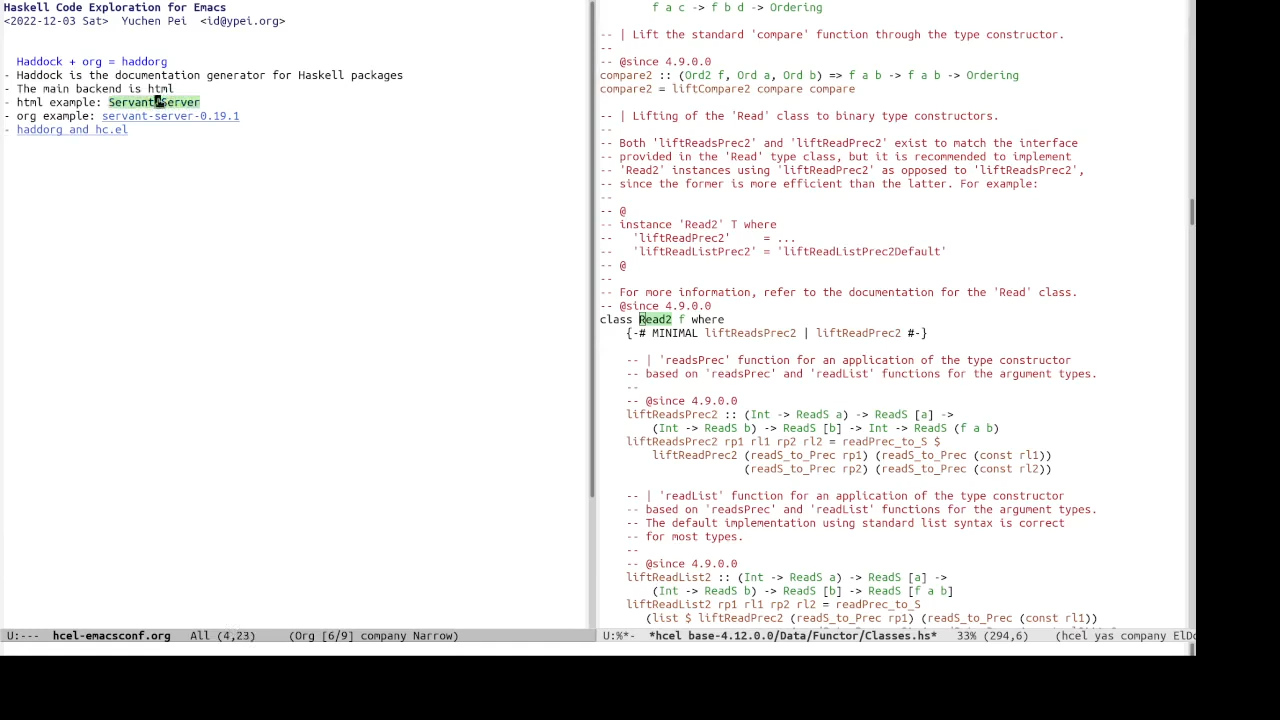 Haskell Code Exploration for Emacs
<2022-12-03 Sat>  Yuchen Pei  <id@ypei.org>
Haddock + org = haddorg
- Haddock is the documentation generator for Haskell packages
- The main backend is html
- html example: Servant.Server
- org example: servant-server-0.19.1
- haddorg and hc.el
U:---  hcel-emacsconf.org   All (4,23)    (Org [6/9] company Narrow)
f a c -> f b d -> Ordering
-- | Lift the standard 'compare' function through the type constructor.
--
-- @since 4.9.0.0
compare2 :: (Ord2 f, Ord a, Ord b) => f a b -> f a b -> Ordering
compare2 = liftCompare2 compare compare
-- | Lifting of the 'Read' class to binary type constructors.
--
-- Both 'liftReadsPrec2' and 'liftReadPrec2' exist to match the interface
-- provided in the 'Read' type class, but it is recommended to implement
-- 'Read2' instances using 'liftReadPrec2' as opposed to 'liftReadsPrec2',
-- since the former is more efficient than the latter. For example:
--
-- @
-- instance 'Read2' T where
--   'liftReadPrec2'     = ...
--   'liftReadListPrec2' = 'liftReadListPrec2Default'
-- @
--
-- For more information, refer to the documentation for the 'Read' class.
-- @since 4.9.0.0
class Read2 f where
{-# MINIMAL liftReadsPrec2 | liftReadPrec2 #-}
-- | 'readsPrec' function for an application of the type constructor
-- based on 'readsPrec' and 'readList' functions for the argument types.
--
-- @since 4.9.0.0
liftReadsPrec2 :: (Int -> ReadS a) -> ReadS [a] ->
(Int -> ReadS b) -> ReadS [b] -> Int -> ReadS (f a b)
liftReadsPrec2 rp1 rl1 rp2 rl2 = readPrec_to_S $
liftReadPrec2 (readS_to_Prec rp1) (readS_to_Prec (const rl1))
(readS_to_Prec rp2) (readS_to_Prec (const rl2))
-- | 'readList' function for an application of the type constructor
-- based on 'readsPrec' and 'readList' functions for the argument types.
-- The default implementation using standard list syntax is correct
-- for most types.
--
-- @since 4.9.0.0
liftReadList2 :: (Int -> ReadS a) -> ReadS [a] ->
(Int -> ReadS b) -> ReadS [b] -> ReadS [f a b]
liftReadList2 rp1 rl1 rp2 rl2 = readPrec_to_S
(list $ liftReadPrec2 (readS_to_Prec rp1) (readS_to_Prec (const rl1))
U:%*-  *hcel base-4.12.0.0/Data/Functor/Classes.hs*   33% (294,6)    (hcel yas company ElDo